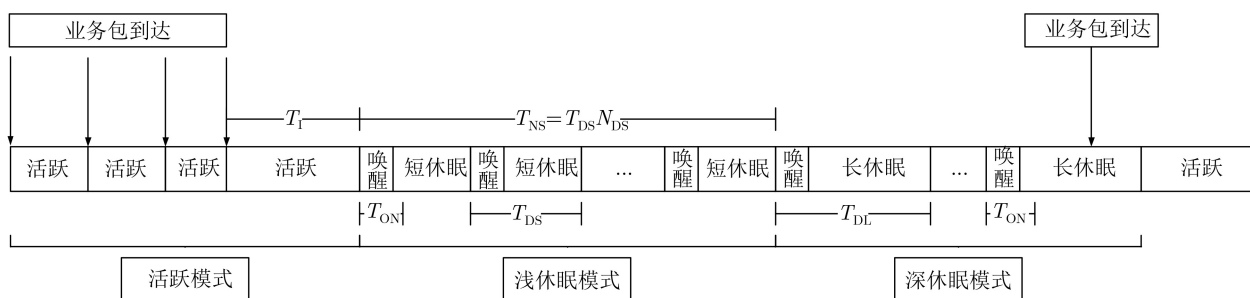 业务包到达
业务包到达
T_I
T_NS=T_DS N_DS
活跃 活跃 活跃 活跃 唤醒 短休眠 唤醒 短休眠 ... 唤醒 短休眠 唤醒 长休眠 ... 唤醒 长休眠 活跃
T_ON T_DS T_DL T_ON
活跃模式 浅休眠模式 深休眠模式